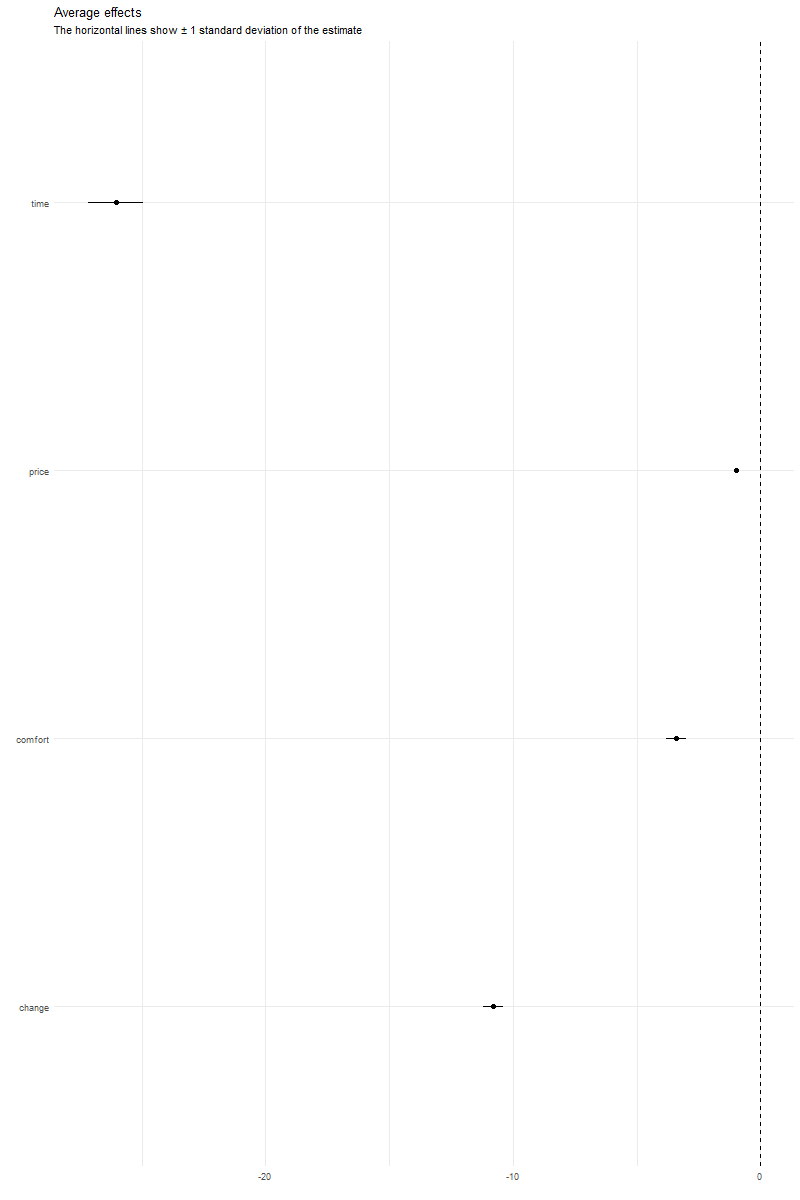 Average effects
The horizontal lines show ± 1 standard deviation of the estimate
time
price
comfort
change
-20
-10
0